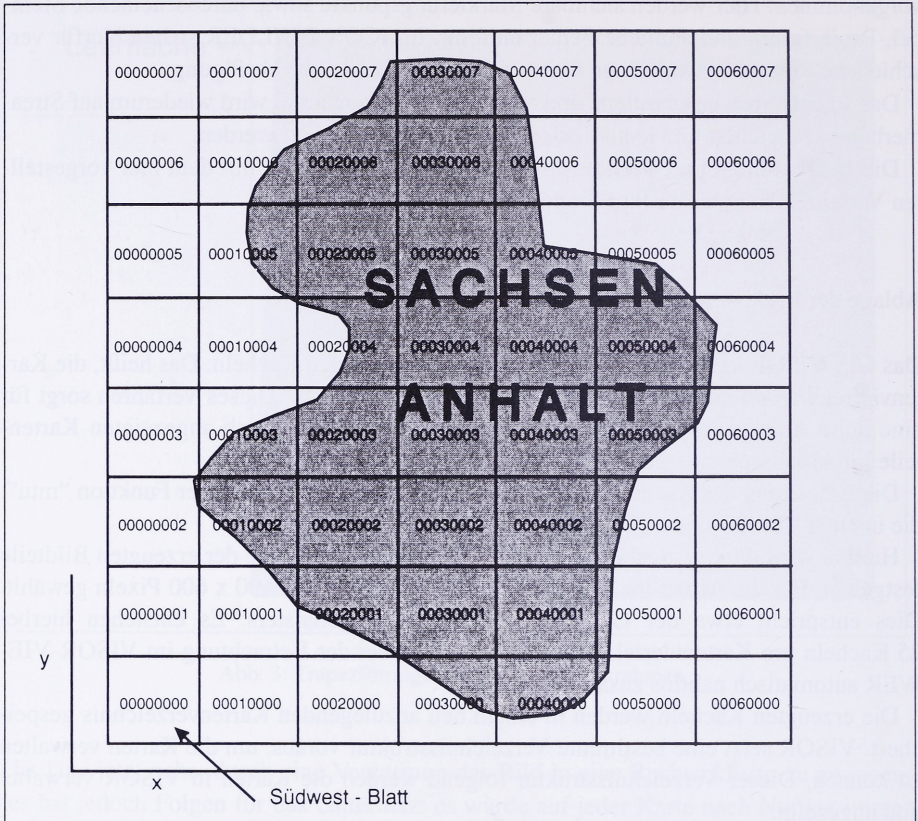 00000007 00010007 00020007 00030007 00040007 00050007 00060007
00000006 00010006 00020006 00030006 00040006 00050006 00060006
00000005 00010005 00020005 00030005 00040005 00050005 00060005
SACHSEN
00000004 00010004 00020004 00030004 00040004 00050004 00060004
ANHALT
00000003 00010003 00020003 00030003 00040003 00050003 00060003
00000002 00010002 00020002 00030002 00040002 00050002 00060002
00000001 00010001 00020001 00030001 00040001 00050001 00060001
y
00000000 00010000 00020000 00030000 00040000 00050000 00060000
x
Südwest - Blatt